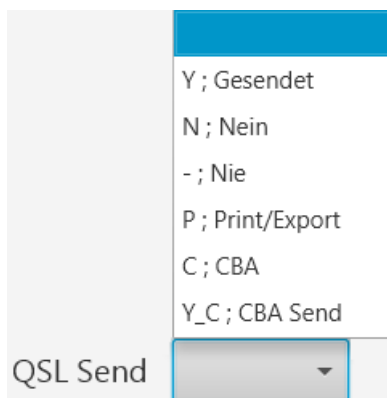 Y ; Gesendet
N ; Nein
- ; Nie
P ; Print/Export
C ; CBA
Y_C ; CBA Send
QSL Send